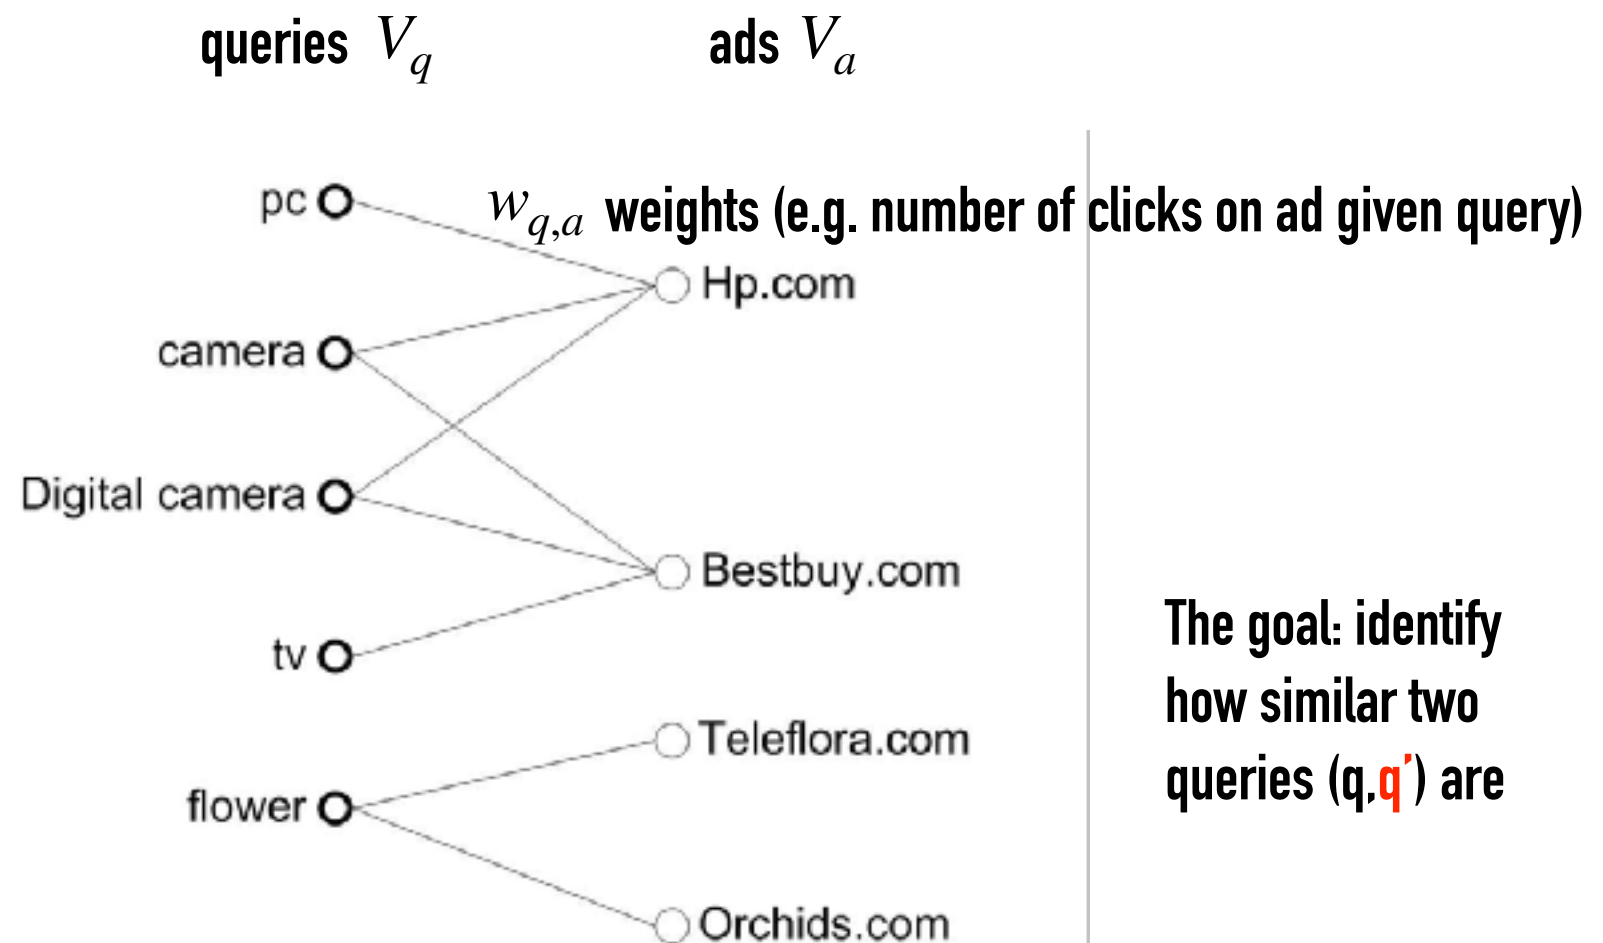 queries V_q ads V_a
pc
w_{q,a} weights (e.g. number of clicks on ad given query)
Hp.com
camera
Digital camera
Bestbuy.com
tv
The goal: identify
how similar two
queries (q,q') are
Teleflora.com
flower
Orchids.com